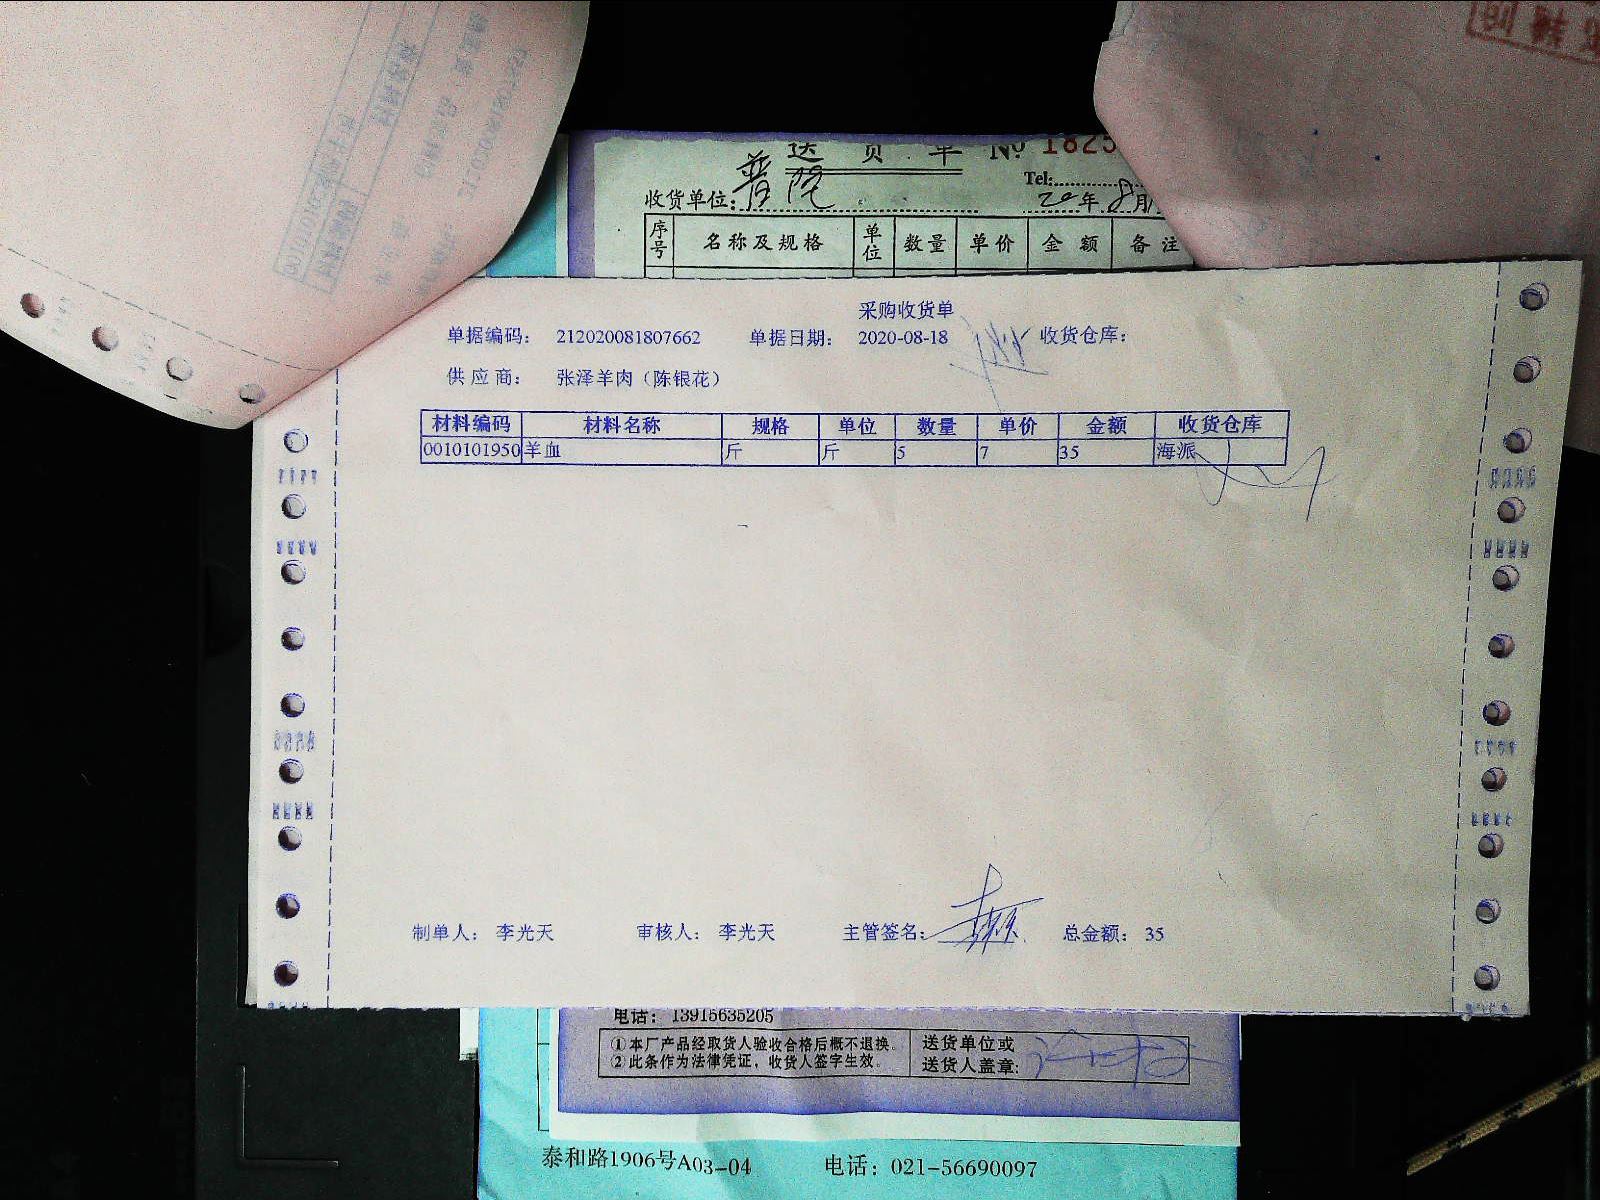 送货单 No 1825
Tel:
收货单位: 普陀 20年8月
序号 名称及规格 单位 数量 单价 金额 备注
采购收货单
单据编码: 212020081807662 单据日期: 2020-08-18 收货仓库:
供应商: 张泽羊肉（陈银花）
材料编码 材料名称 规格 单位 数量 单价 金额 收货仓库
0010101950 羊血 斤 斤 5 7 35 海派
制单人: 李光天 审核人: 李光天 主管签名: 总金额: 35
电话: 13915635205
①本厂产品经取货人验收合格后概不退换。 送货单位或
②此条作为法律凭证，收货人签字生效。 送货人盖章:
泰和路1906号A03-04 电话: 021-56690097